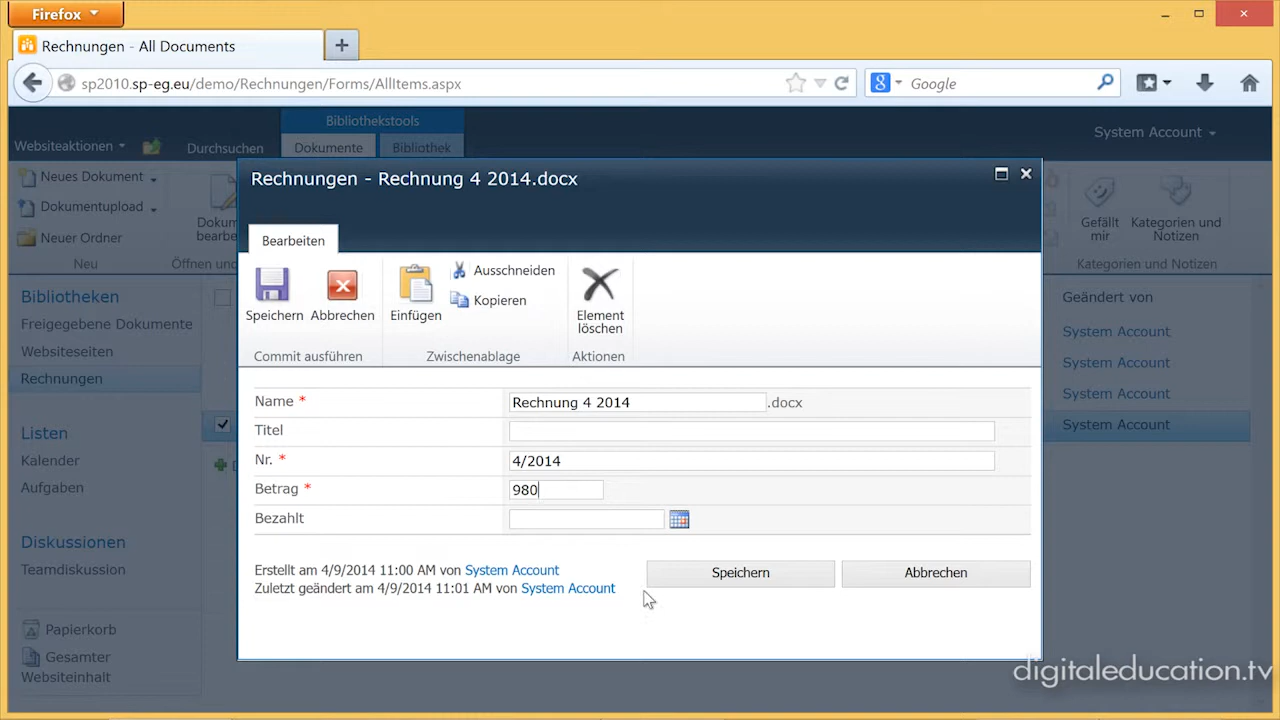 Firefox
Rechnungen - All Documents
sp2010.sp-eg.eu/demo/Rechnungen/Forms/AllItems.aspx
Google
Bibliothekstools
System Account
Websiteaktionen
Durchsuchen
Dokumente
Bibliothek
Neues Dokument
Dokumentupload
Neuer Ordner
Neu
Dokum
bearbe
Öffnen und
Gefällt
mir
Kategorien und
Notizen
Kategorien und Notizen
Rechnungen - Rechnung 4 2014.docx
Bearbeiten
Speichern
Abbrechen
Commit ausführen
Einfügen
Ausschneiden
Kopieren
Zwischenablage
Element
löschen
Aktionen
Name *
Rechnung 4 2014 .docx
Titel
Nr. *
4/2014
Betrag *
980
Bezahlt
Erstellt am 4/9/2014 11:00 AM von System Account
Zuletzt geändert am 4/9/2014 11:01 AM von System Account
Speichern
Abbrechen
Bibliotheken
Freigegebene Dokumente
Websiteseiten
Rechnungen
Listen
Kalender
Aufgaben
Diskussionen
Teamdiskussion
Papierkorb
Gesamter
Websiteinhalt
Geändert von
System Account
System Account
System Account
System Account
digitaleducation.tv